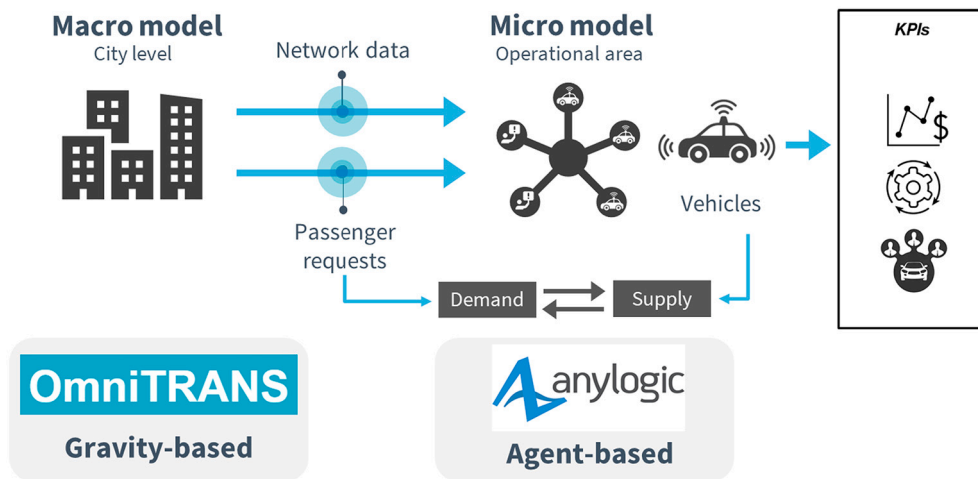 Macro model
City level
Network data
Micro model
Operational area
KPIs
$
Vehicles
Passenger
requests
Demand
Supply
OmniTRANS
Gravity-based
anylogic
Agent-based